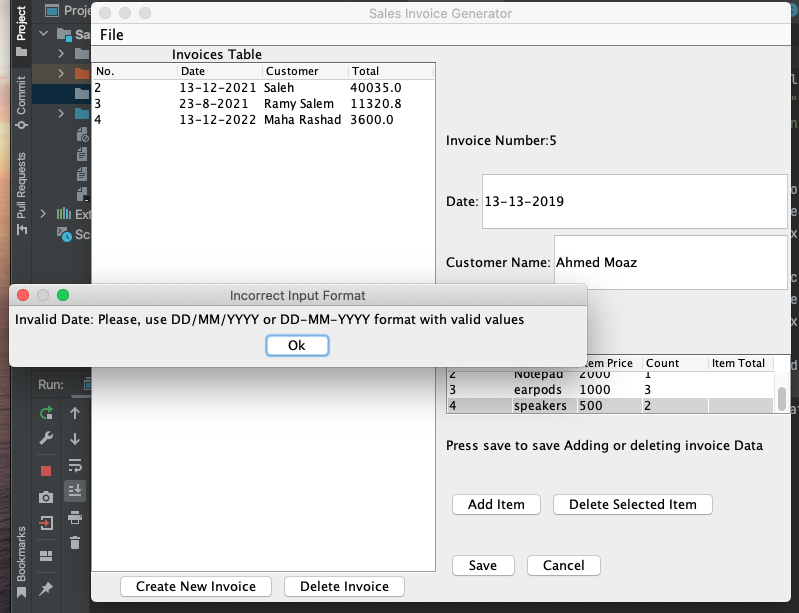 Project
Commit
Pull Requests
Bookmarks
Proje
Sa
Ext
Sc
Run:
Sales Invoice Generator
File
Invoices Table
No. Date Customer Total
2 13-12-2021 Saleh 40035.0
3 23-8-2021 Ramy Salem 11320.8
4 13-12-2022 Maha Rashad 3600.0
Invoice Number:5
Date: 13-13-2019
Customer Name: Ahmed Moaz
Incorrect Input Format
Invalid Date: Please, use DD/MM/YYYY or DD-MM-YYYY format with valid values
Ok
tem Price Count Item Total
2 Notepad 2000 1
3 earpods 1000 3
4 speakers 500 2
Press save to save Adding or deleting invoice Data
Add Item Delete Selected Item
Save Cancel
Create New Invoice Delete Invoice